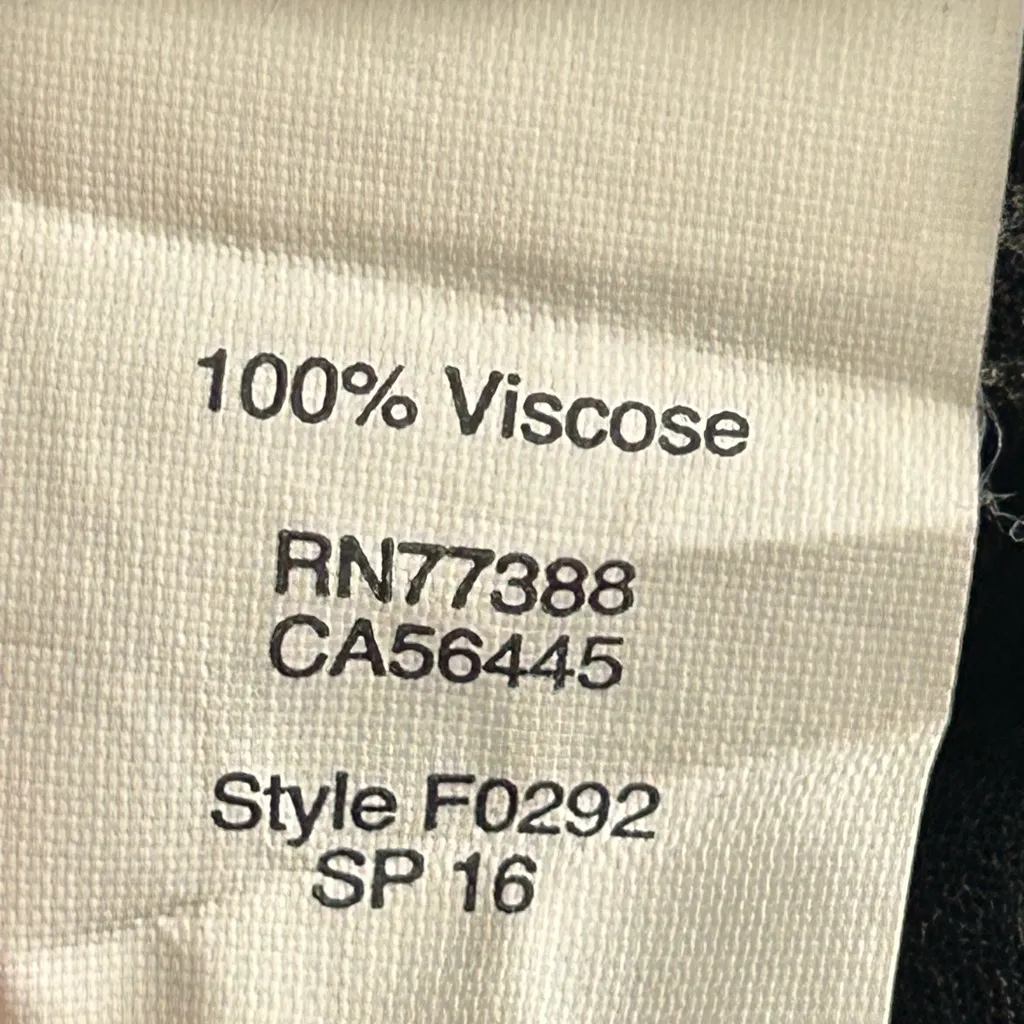 100% Viscose
RN77388
CA56445
Style F0292
SP 16